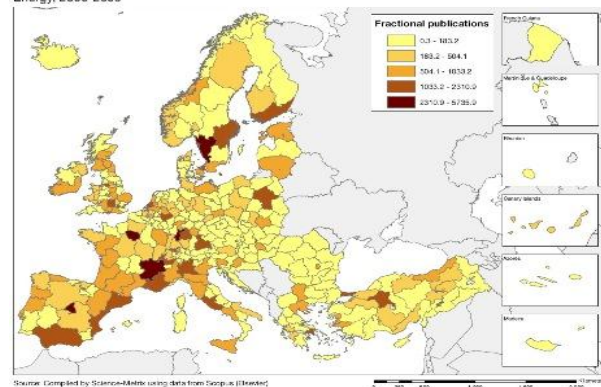 Energy, 2000-2009
Fractional publications
0.3 - 183.2
183.2 - 504.1
504.1 - 1033.2
1033.2 - 2310.9
2310.9 - 5735.9
French Guiana
Martinique & Guadeloupe
Réunion
Canary Islands
Azores
Madeira
Source: Compiled by Science-Metrix using data from Scopus (Elsevier)